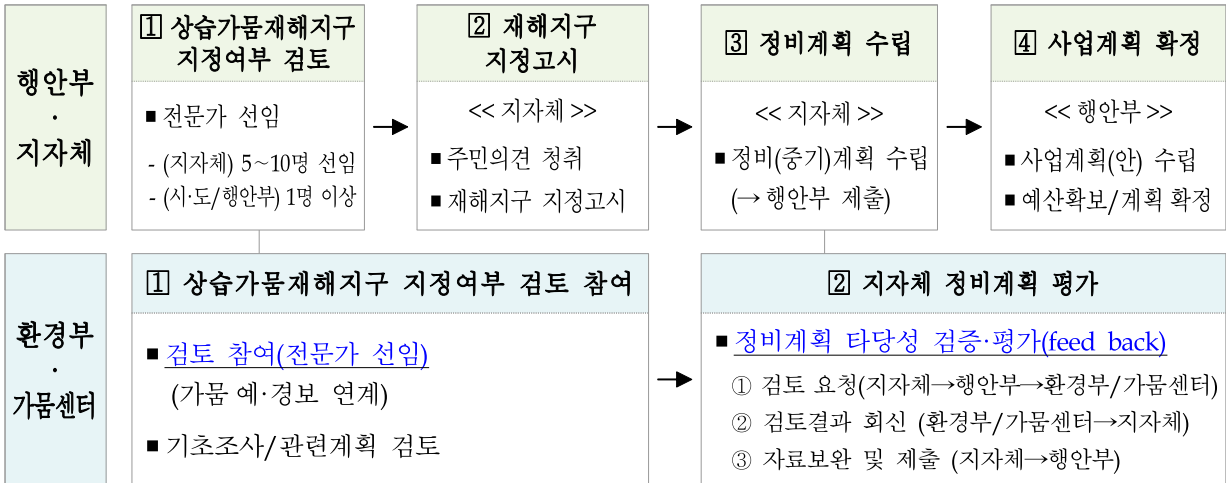 행안부
·
지자체
1 상습가뭄재해지구
지정여부 검토
■ 전문가 선임
- (지자체) 5~10명 선임
- (시·도/행안부) 1명 이상
2 재해지구
지정고시
<< 지자체 >>
■ 주민의견 청취
■ 재해지구 지정고시
3 정비계획 수립
<< 지자체 >>
■ 정비(중기)계획 수립
(→ 행안부 제출)
4 사업계획 확정
<< 행안부 >>
■ 사업계획(안) 수립
■ 예산확보/계획 확정
환경부
·
가뭄센터
1 상습가뭄재해지구 지정여부 검토 참여
■ 검토 참여(전문가 선임)
(가뭄 예·경보 연계)
■ 기초조사/관련계획 검토
2 지자체 정비계획 평가
■ 정비계획 타당성 검증·평가(feed back)
① 검토 요청(지자체→행안부→환경부/가뭄센터)
② 검토결과 회신 (환경부/가뭄센터→지자체)
③ 자료보완 및 제출 (지자체→행안부)